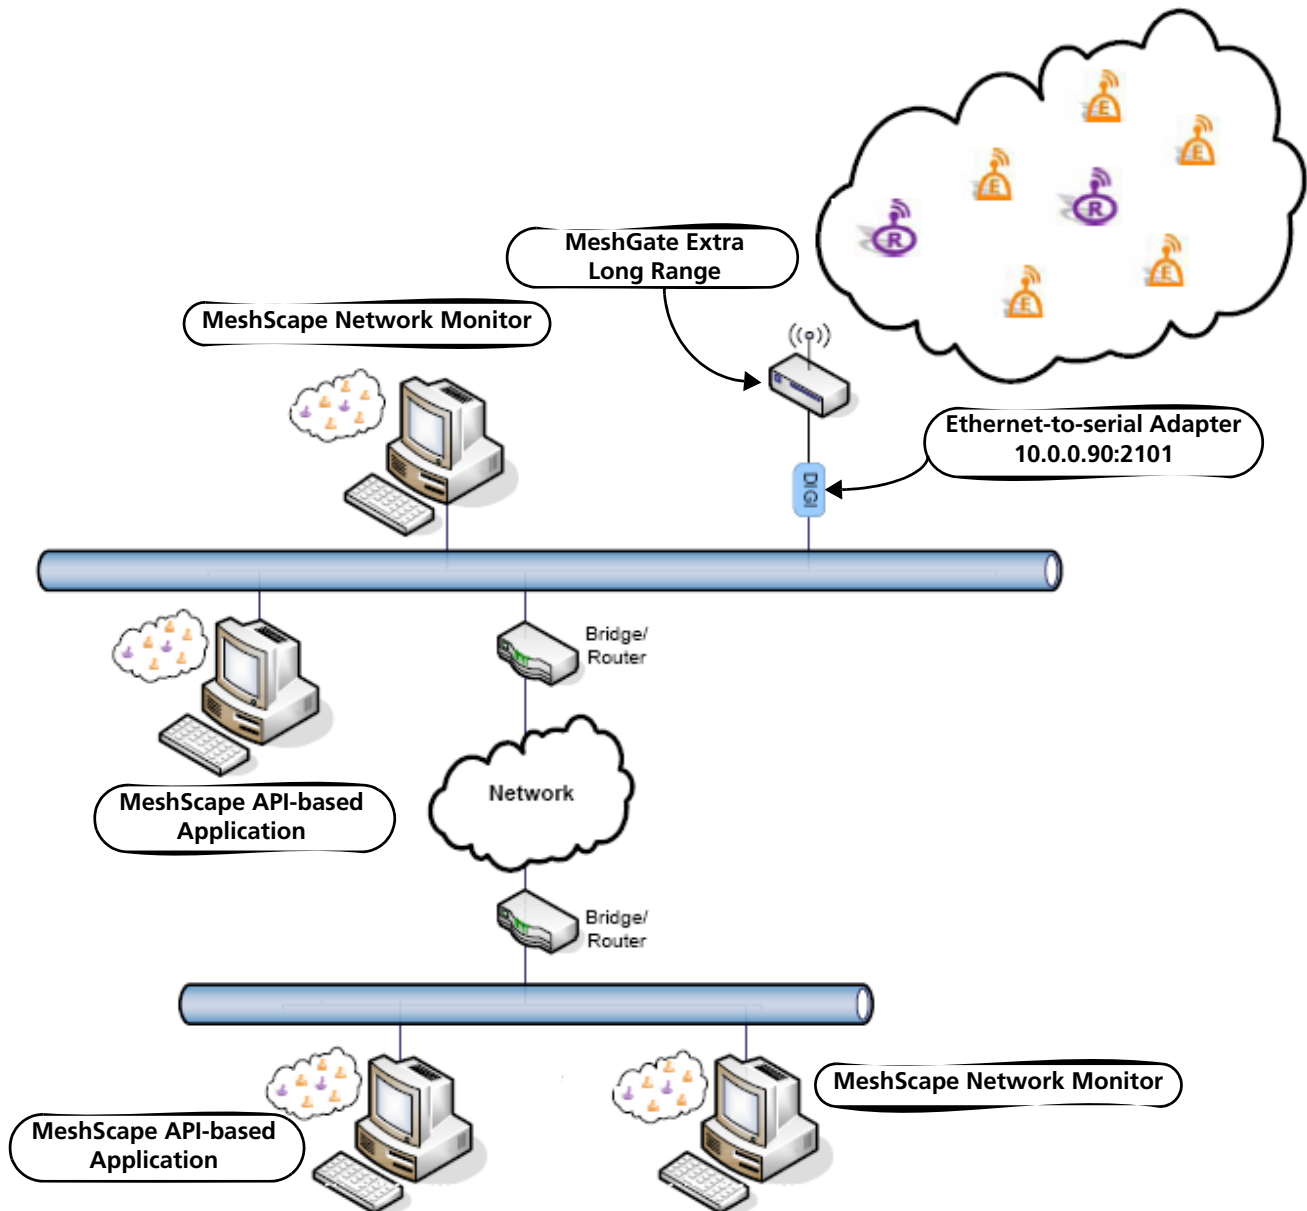 E
E
E
R
R
E
E
MeshGate Extra
Long Range
MeshScape Network Monitor
Ethernet-to-serial Adapter
10.0.0.90:2101
DIGI
Bridge/
Router
MeshScape API-based
Application
Network
Bridge/
Router
MeshScape Network Monitor
MeshScape API-based
Application